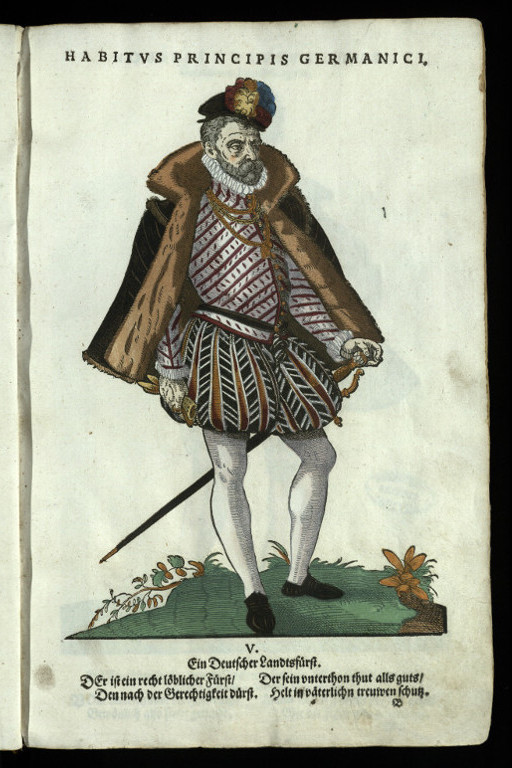 HABITVS PRINCIPIS GERMANICI.
V.
Ein Deutscher Landtsfürst.
DEr ist ein recht löblicher Fürst/ Der sein vnterthon thut alls guts/
Den nach der Gerechtigkeit dürst. Helt in väterlichn treuwen schutz.
B